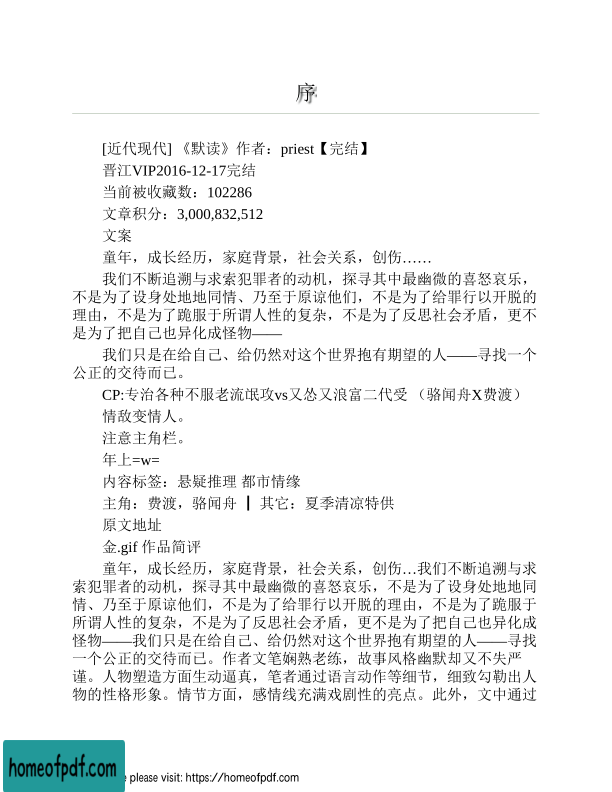 序
[近代现代] 《默读》作者：priest【完结】
晋江VIP2016-12-17完结
当前被收藏数：102286
文章积分：3,000,832,512
文案
童年，成长经历，家庭背景，社会关系，创伤……
我们不断追溯与求索犯罪者的动机，探寻其中最幽微的喜怒哀乐，
不是为了设身处地地同情、乃至于原谅他们，不是为了给罪行以开脱的
理由，不是为了跪服于所谓人性的复杂，不是为了反思社会矛盾，更不
是为了把自己也异化成怪物——
我们只是在给自己、给仍然对这个世界抱有期望的人——寻找一个
公正的交待而已。
CP:专治各种不服老流氓攻vs又怂又浪富二代受 （骆闻舟X费渡）
情敌变情人。
注意主角栏。
年上=w=
内容标签：悬疑推理 都市情缘
主角：费渡，骆闻舟 ┃ 其它：夏季清凉特供
原文地址
金.gif 作品简评
童年，成长经历，家庭背景，社会关系，创伤…我们不断追溯与求
索犯罪者的动机，探寻其中最幽微的喜怒哀乐，不是为了设身处地地同
情、乃至于原谅他们，不是为了给罪行以开脱的理由，不是为了跪服于
所谓人性的复杂，不是为了反思社会矛盾，更不是为了把自己也异化成
怪物——我们只是在给自己、给仍然对这个世界抱有期望的人——寻找
一个公正的交待而已。作者文笔娴熟老练，故事风格幽默却又不失严
谨。人物塑造方面生动逼真，笔者通过语言动作等细节，细致勾勒出人
物的性格形象。情节方面，感情线充满戏剧性的亮点。此外，文中通过
homeofpdf.com
please visit: https://homeofpdf.com